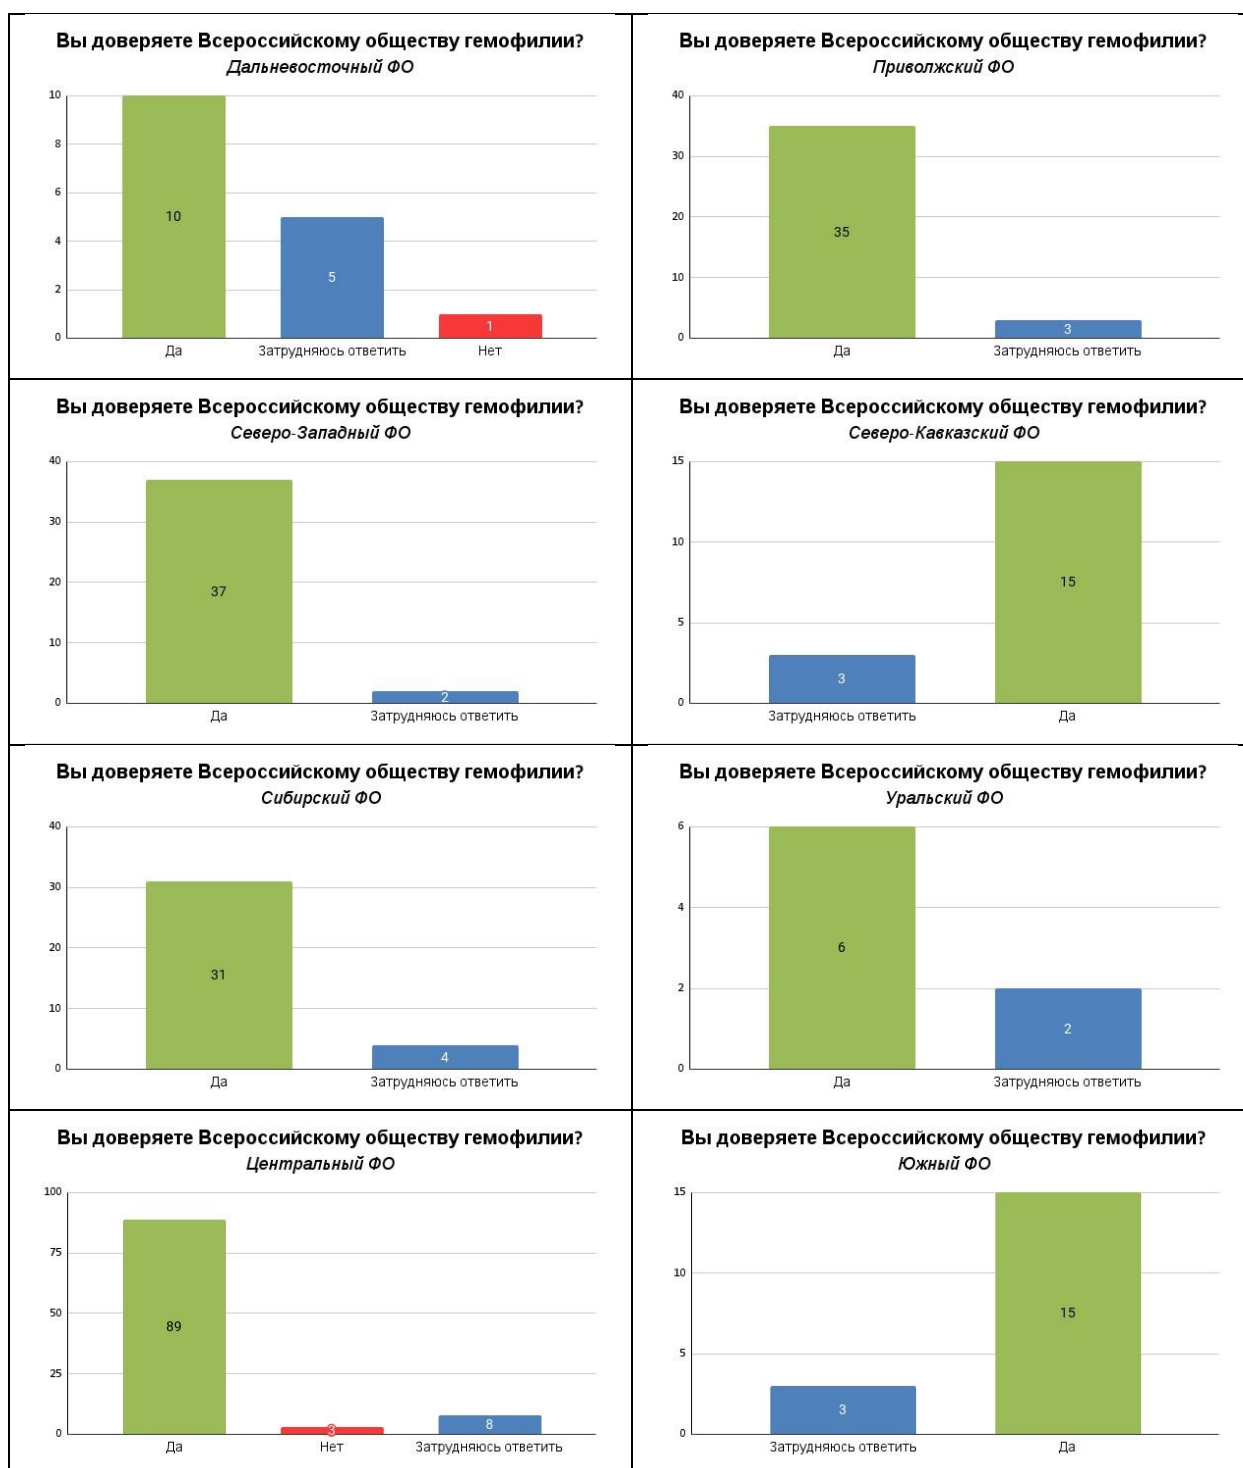 Вы доверяете Всероссийскому обществу гемофилии?
Дальневосточный ФО
10
8
6
4
2
0
10
5
1
Да
Затрудняюсь ответить
Нет
Вы доверяете Всероссийскому обществу гемофилии?
Приволжский ФО
40
30
20
10
0
35
3
Да
Затрудняюсь ответить
Вы доверяете Всероссийскому обществу гемофилии?
Северо-Западный ФО
40
30
20
10
0
37
2
Да
Затрудняюсь ответить
Вы доверяете Всероссийскому обществу гемофилии?
Северо-Кавказский ФО
15
10
5
0
3
15
Затрудняюсь ответить
Да
Вы доверяете Всероссийскому обществу гемофилии?
Сибирский ФО
40
30
20
10
0
31
4
Да
Затрудняюсь ответить
Вы доверяете Всероссийскому обществу гемофилии?
Уральский ФО
6
4
2
0
6
2
Да
Затрудняюсь ответить
Вы доверяете Всероссийскому обществу гемофилии?
Центральный ФО
100
75
50
25
0
89
3
8
Да
Нет
Затрудняюсь ответить
Вы доверяете Всероссийскому обществу гемофилии?
Южный ФО
15
10
5
0
3
15
Затрудняюсь ответить
Да